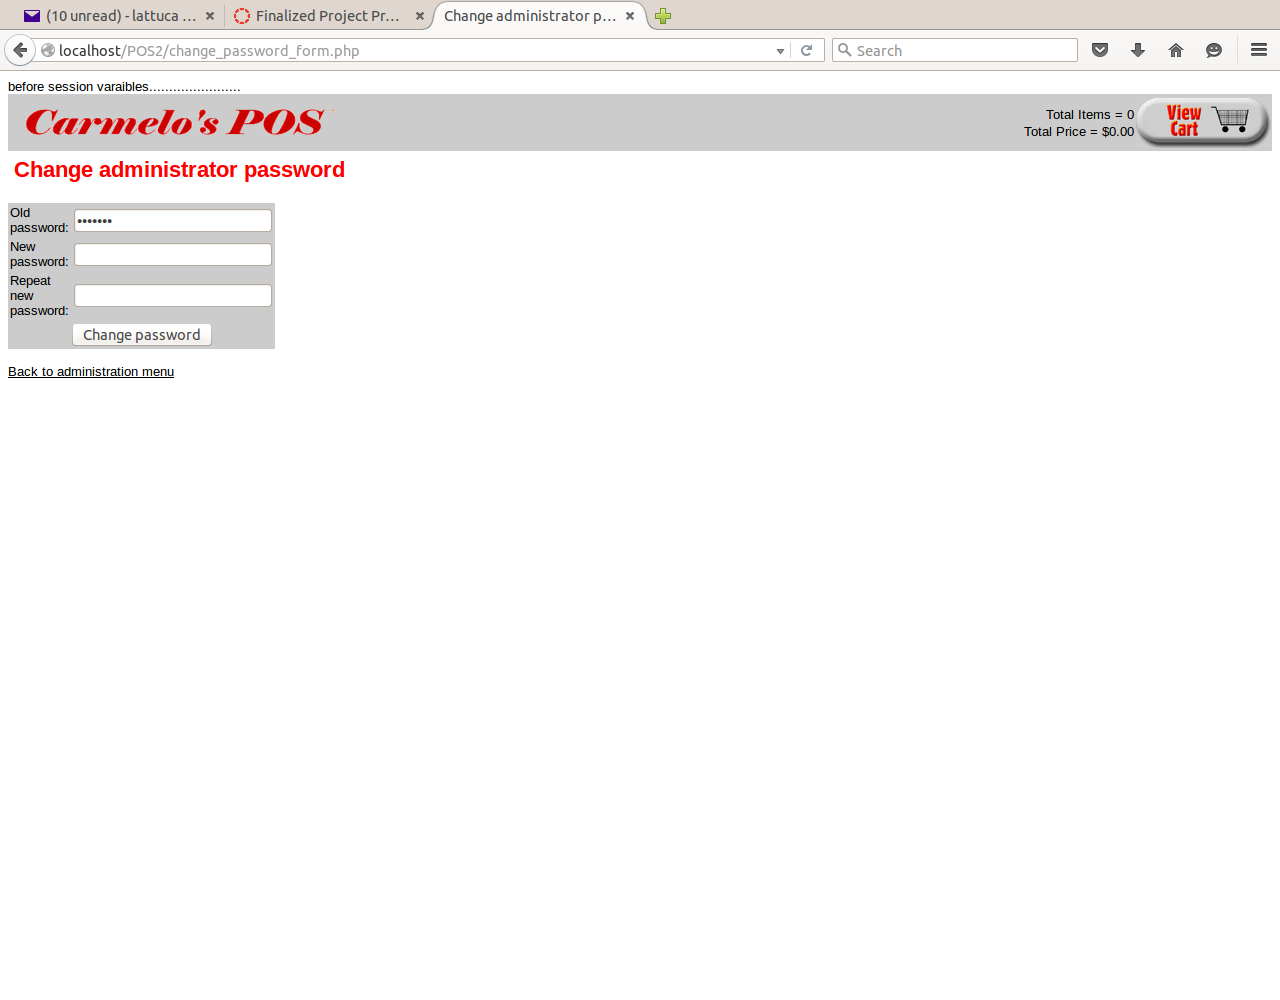 (10 unread) - lattuca ...
Finalized Project Pr...
Change administrator p...
localhost/POS2/change_password_form.php
Search
before session varaibles.......................
Carmelo's POS
Total Items = 0
Total Price = $0.00
View
Cart
Change administrator password
Old
password:
•••••••
New
password:
Repeat
new
password:
Change password
Back to administration menu